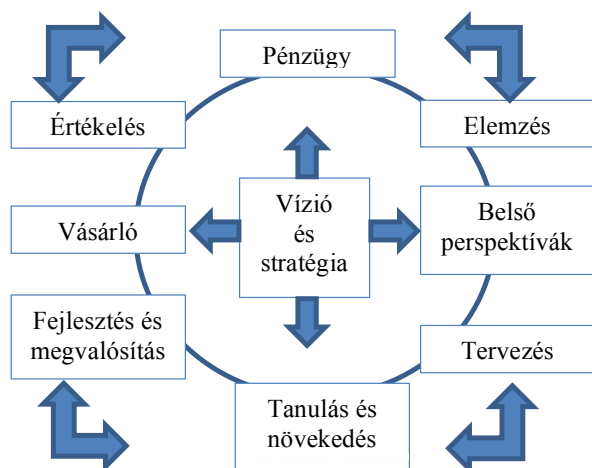 Pénzügy
Értékelés
Elemzés
Vásárló
Vízió
és
stratégia
Belső
perspektívák
Fejlesztés és
megvalósítás
Tervezés
Tanulás és
növekedés